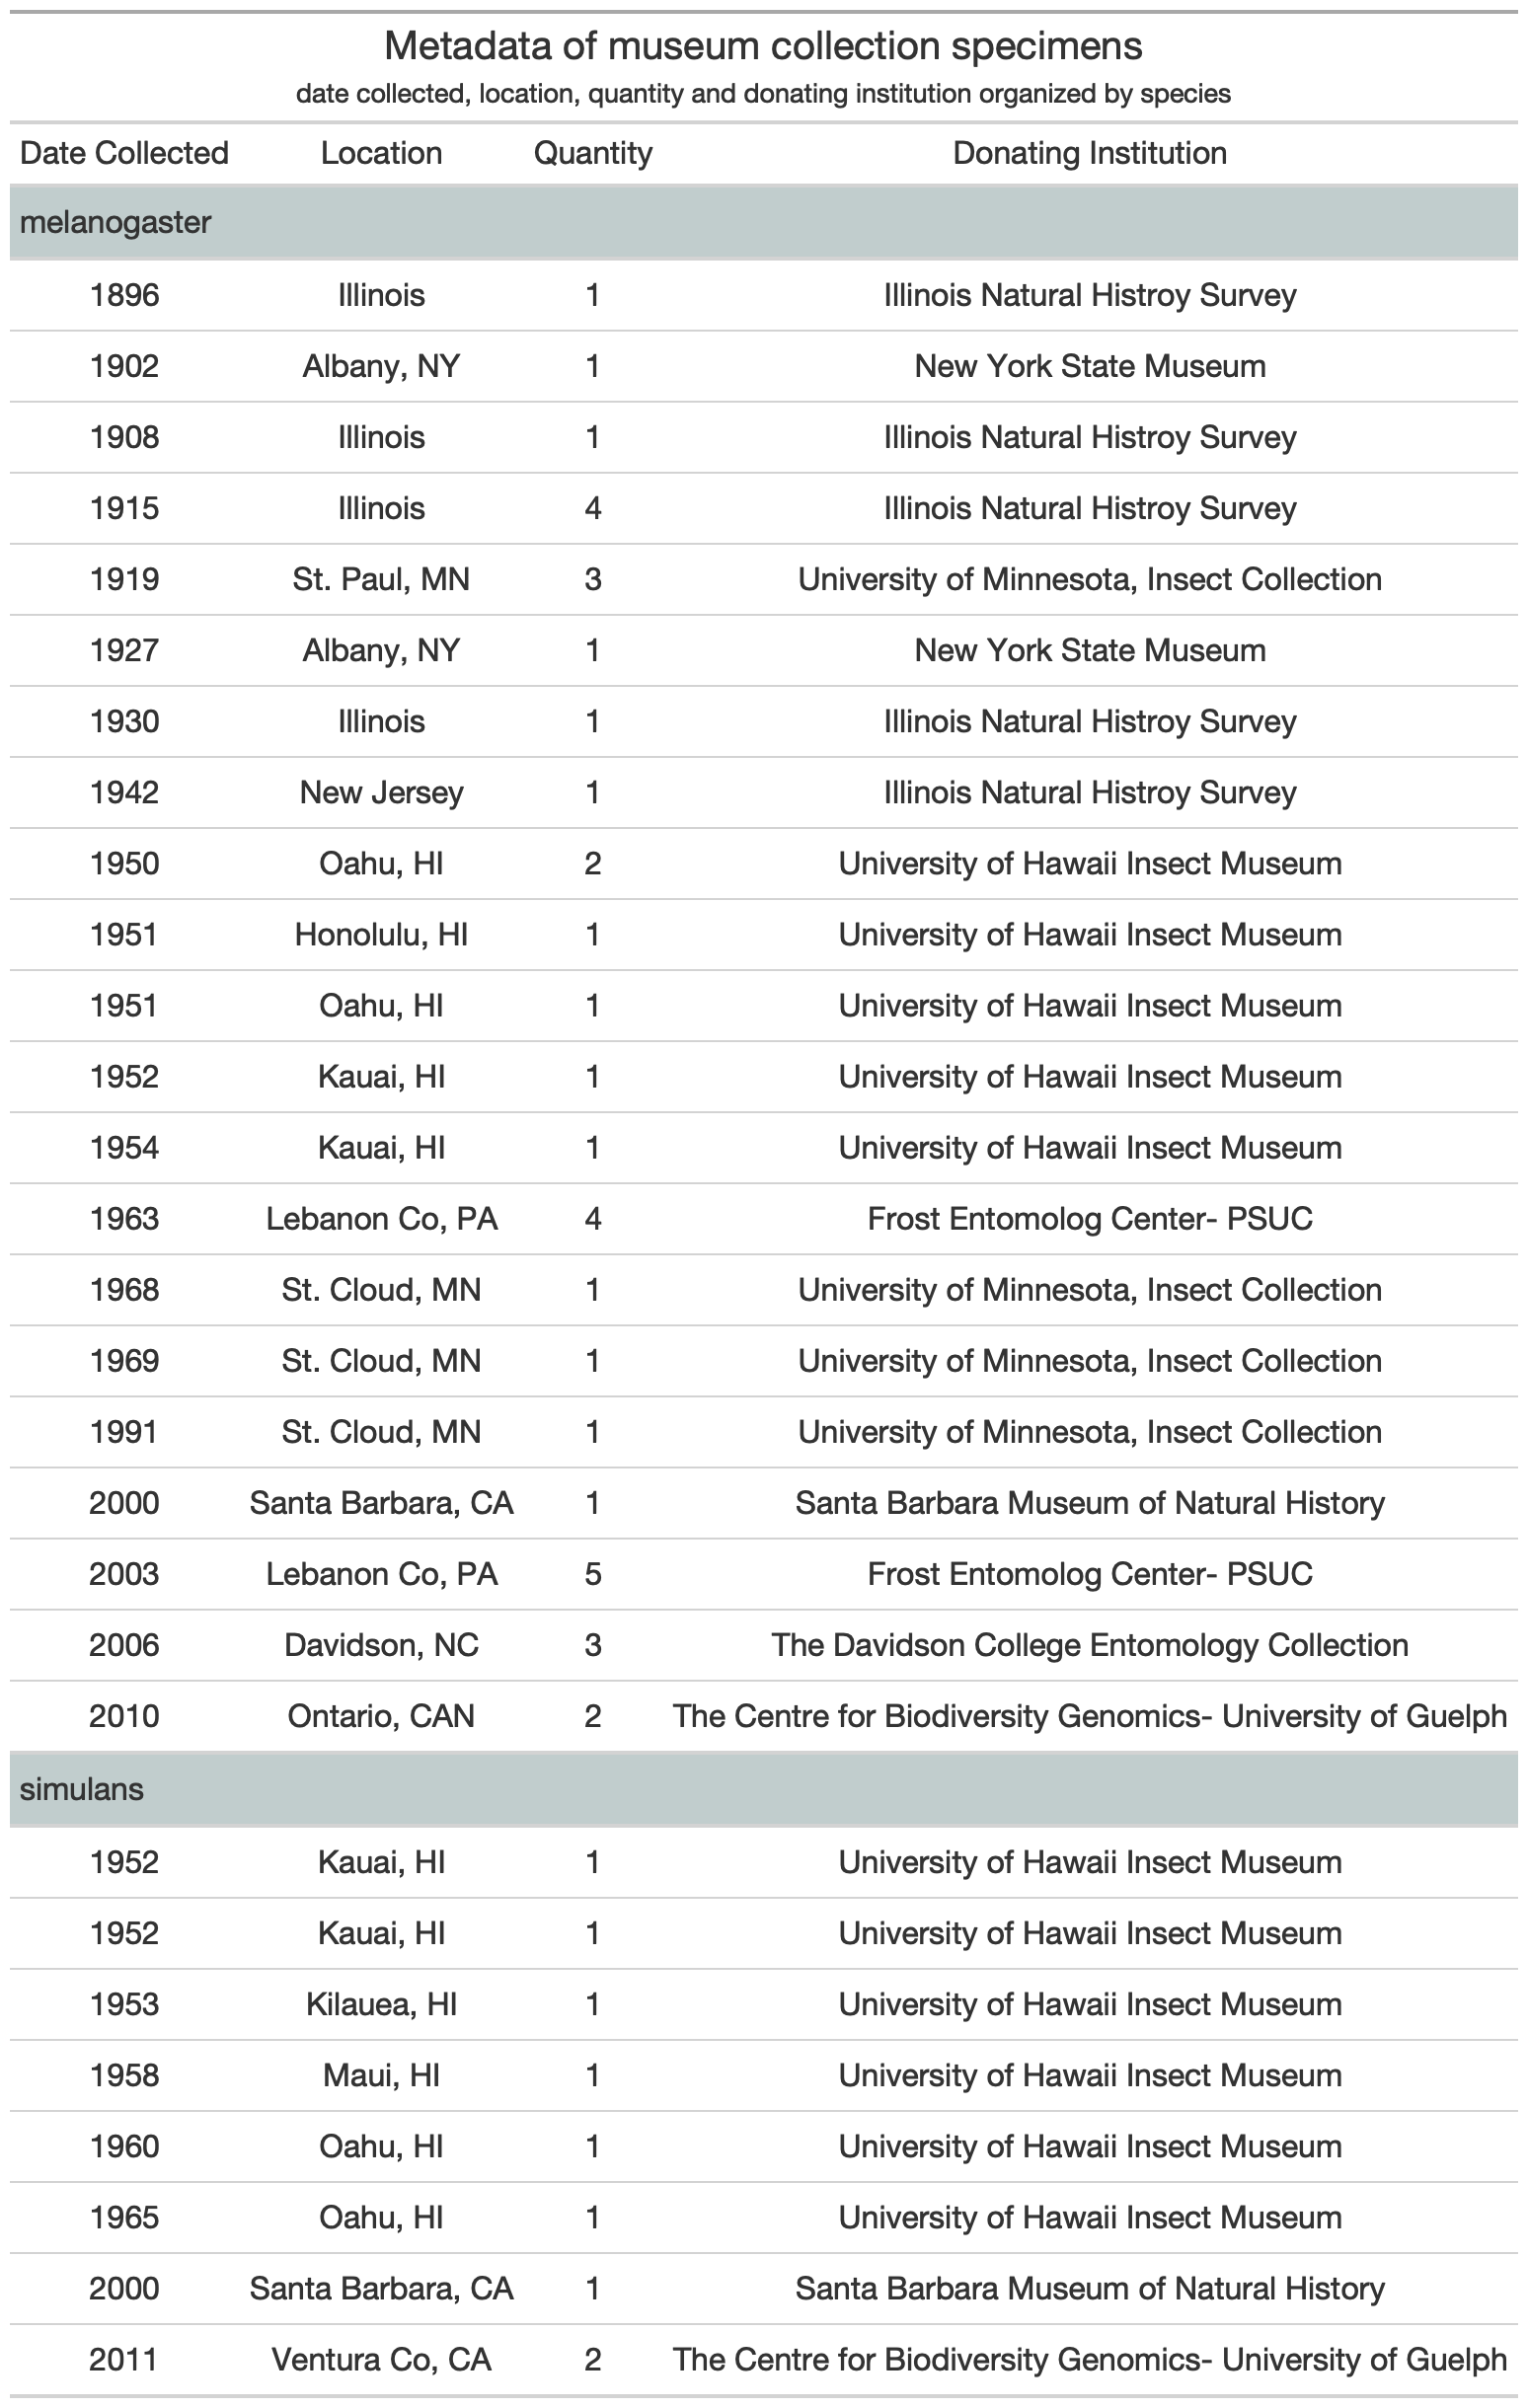 Metadata of museum collection specimens
date collected, location, quantity and donating institution organized by species
Date Collected Location Quantity Donating Institution
melanogaster
1896 Illinois 1 Illinois Natural Histroy Survey
1902 Albany, NY 1 New York State Museum
1908 Illinois 1 Illinois Natural Histroy Survey
1915 Illinois 4 Illinois Natural Histroy Survey
1919 St. Paul, MN 3 University of Minnesota, Insect Collection
1927 Albany, NY 1 New York State Museum
1930 Illinois 1 Illinois Natural Histroy Survey
1942 New Jersey 1 Illinois Natural Histroy Survey
1950 Oahu, HI 2 University of Hawaii Insect Museum
1951 Honolulu, HI 1 University of Hawaii Insect Museum
1951 Oahu, HI 1 University of Hawaii Insect Museum
1952 Kauai, HI 1 University of Hawaii Insect Museum
1954 Kauai, HI 1 University of Hawaii Insect Museum
1963 Lebanon Co, PA 4 Frost Entomolog Center- PSUC
1968 St. Cloud, MN 1 University of Minnesota, Insect Collection
1969 St. Cloud, MN 1 University of Minnesota, Insect Collection
1991 St. Cloud, MN 1 University of Minnesota, Insect Collection
2000 Santa Barbara, CA 1 Santa Barbara Museum of Natural History
2003 Lebanon Co, PA 5 Frost Entomolog Center- PSUC
2006 Davidson, NC 3 The Davidson College Entomology Collection
2010 Ontario, CAN 2 The Centre for Biodiversity Genomics- University of Guelph
simulans
1952 Kauai, HI 1 University of Hawaii Insect Museum
1952 Kauai, HI 1 University of Hawaii Insect Museum
1953 Kilauea, HI 1 University of Hawaii Insect Museum
1958 Maui, HI 1 University of Hawaii Insect Museum
1960 Oahu, HI 1 University of Hawaii Insect Museum
1965 Oahu, HI 1 University of Hawaii Insect Museum
2000 Santa Barbara, CA 1 Santa Barbara Museum of Natural History
2011 Ventura Co, CA 2 The Centre for Biodiversity Genomics- University of Guelph